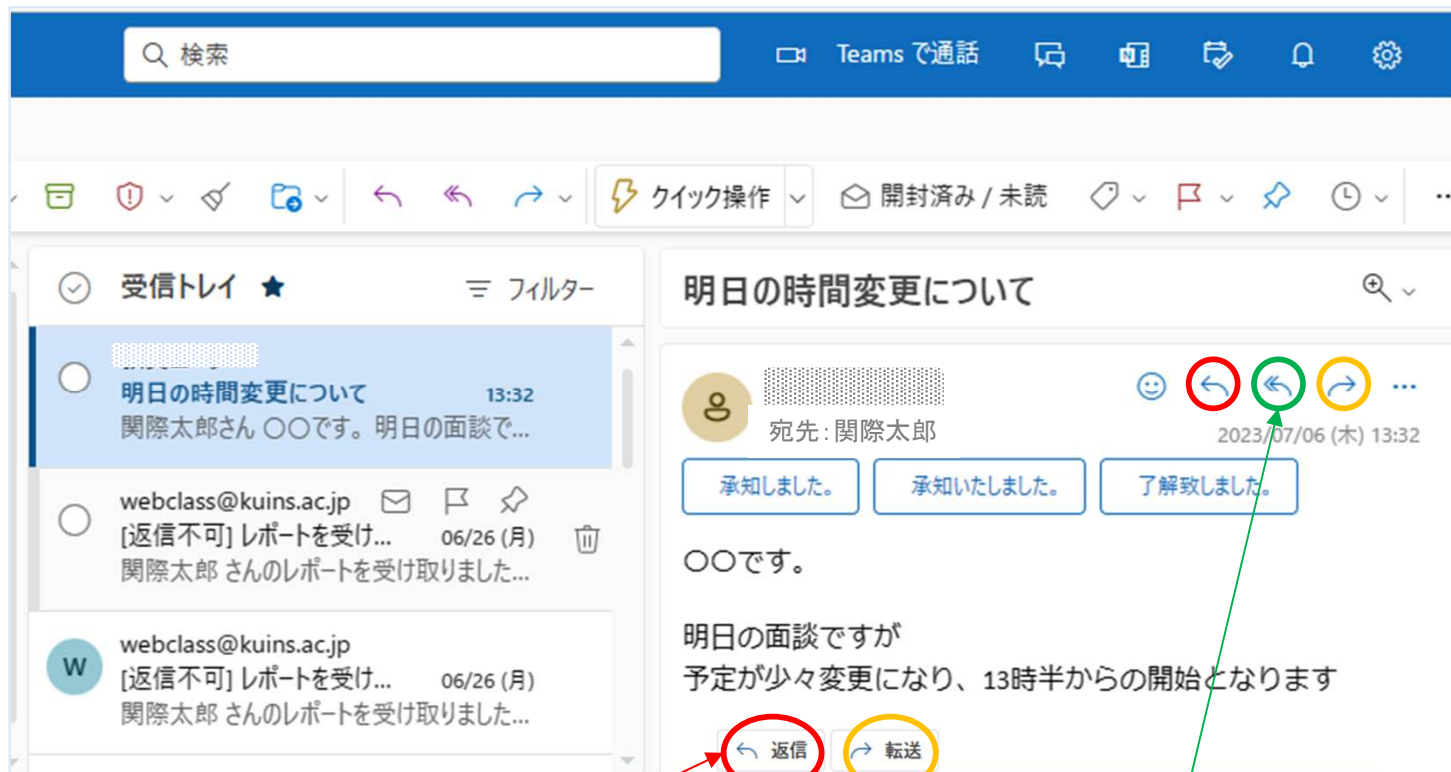 検索
Teams で通話
クイック操作
開封済み / 未読
受信トレイ
フィルター
明日の時間変更について 13:32
関際太郎さん 〇〇です。明日の面談で...
webclass@kuins.ac.jp
[返信不可] レポートを受け... 06/26 (月)
関際太郎 さんのレポートを受け取りました...
W
webclass@kuins.ac.jp
[返信不可] レポートを受け... 06/26 (月)
関際太郎 さんのレポートを受け取りました...
明日の時間変更について
宛先：関際太郎
2023/07/06 (木) 13:32
承知しました。
承知いたしました。
了解致しました。
〇〇です。
明日の面談ですが
予定が少々変更になり、13時半からの開始となります
返信
転送